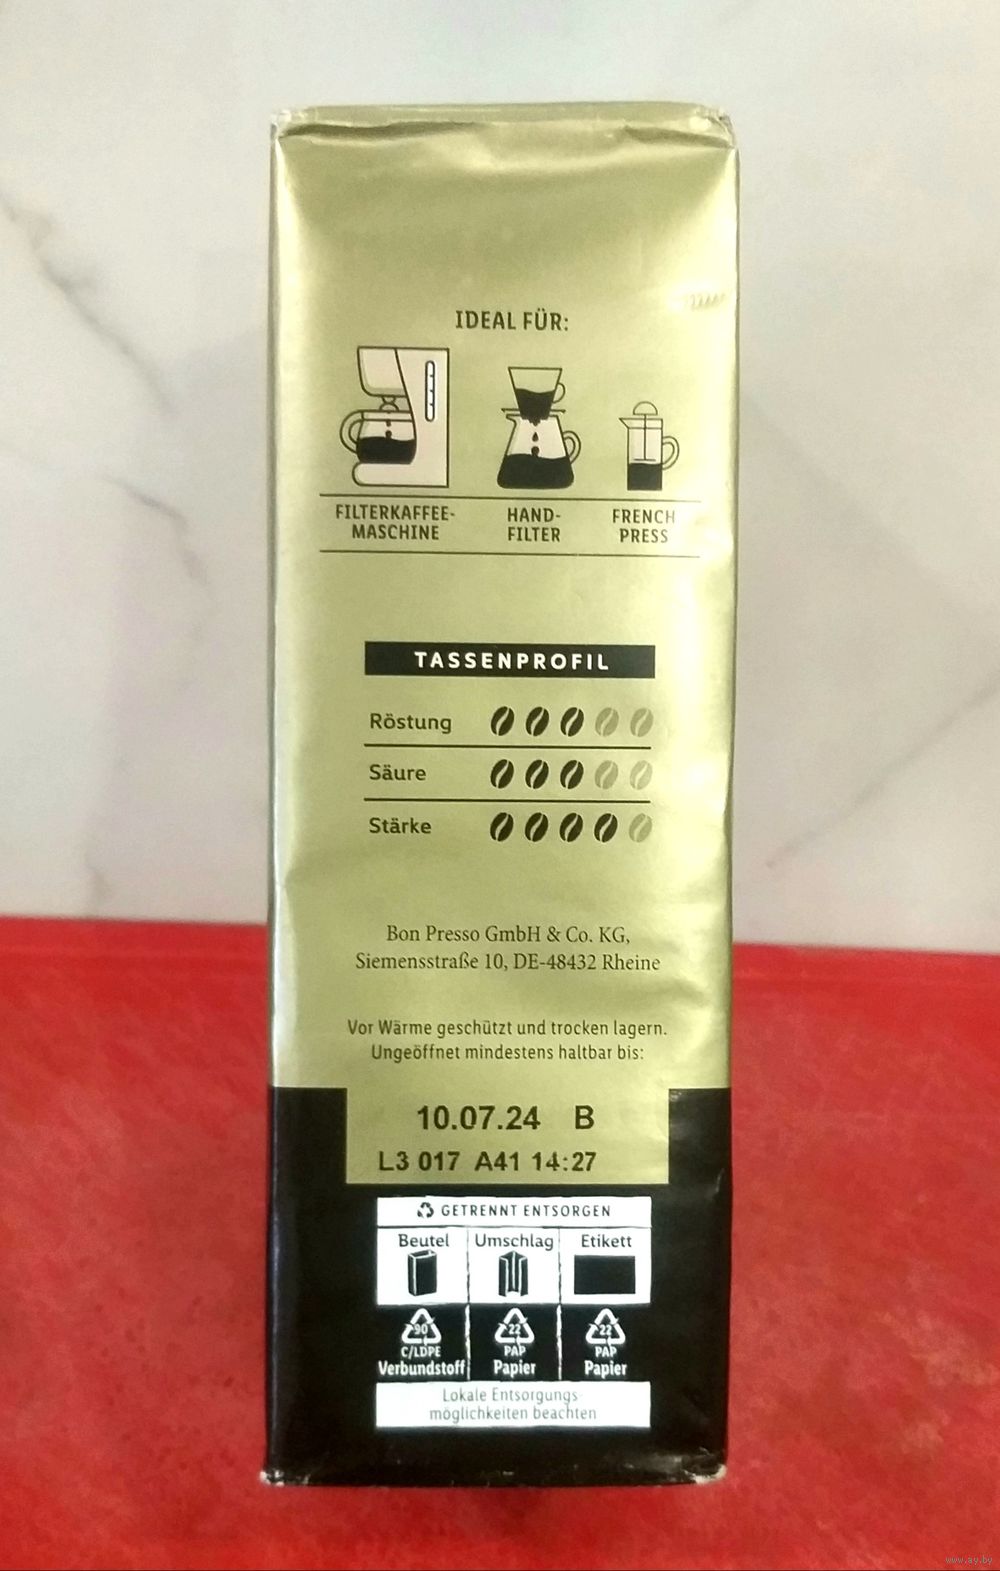 IDEAL FÜR:
FILTERKAFFEE-
MASCHINE
HAND-
FILTER
FRENCH
PRESS
TASSENPROFIL
Röstung
Säure
Stärke
Bon Presso GmbH & Co. KG,
Siemensstraße 10, DE-48432 Rheine
Vor Wärme geschützt und trocken lagern.
Ungeöffnet mindestens haltbar bis:
10.07.24 B
L3 017 A41 14:27
GETRENNT ENTSORGEN
Beutel Umschlag Etikett
90 22 22
C/LDPE PAP PAP
Verbundstoff Papier Papier
Lokale Entsorgungs-
möglichkeiten beachten
www.ay.by